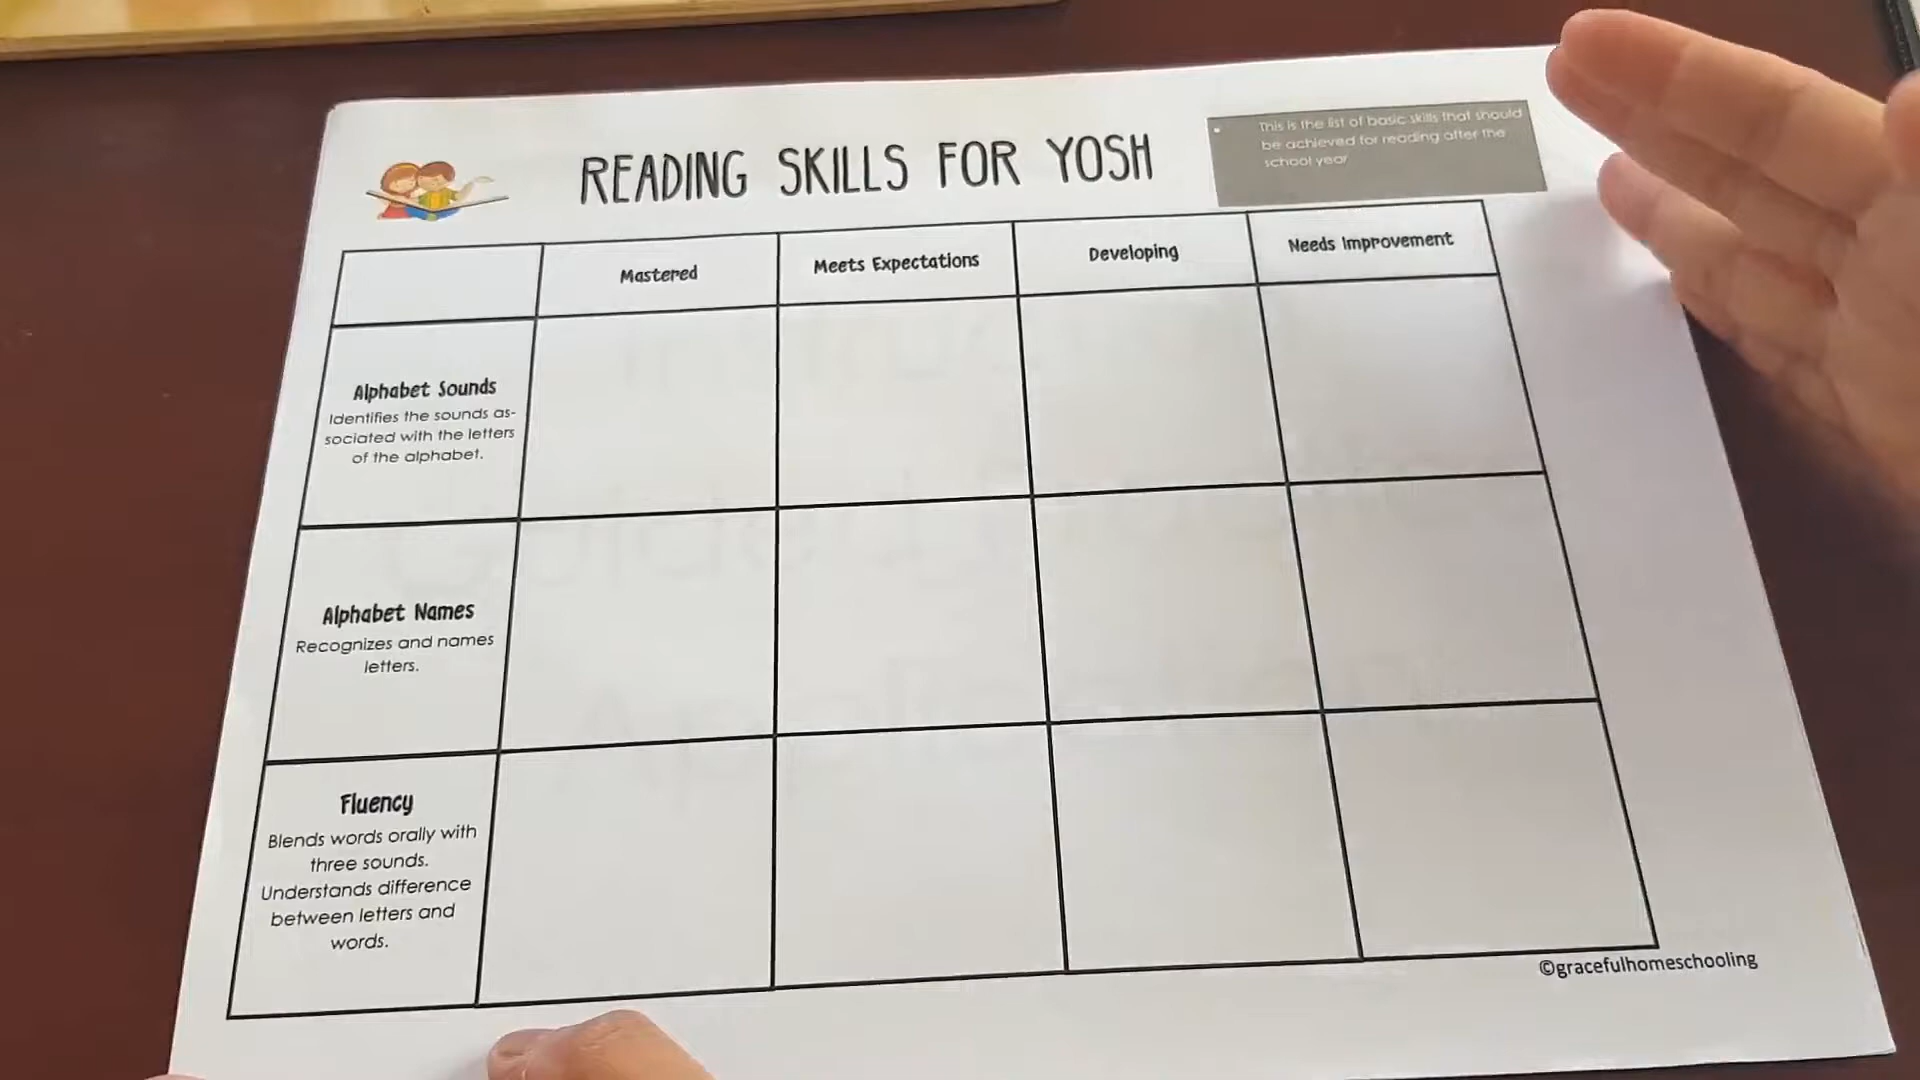 READING SKILLS FOR YOSH
This is the list of basic skills that should
be achieved for reading after the
school year
Mastered
Meets Expectations
Developing
Needs Improvement
Alphabet Sounds
Identifies the sounds as-
sociated with the letters
of the alphabet.
Alphabet Names
Recognizes and names
letters.
Fluency
Blends words orally with
three sounds.
Understands difference
between letters and
words.
©gracefulhomeschooling